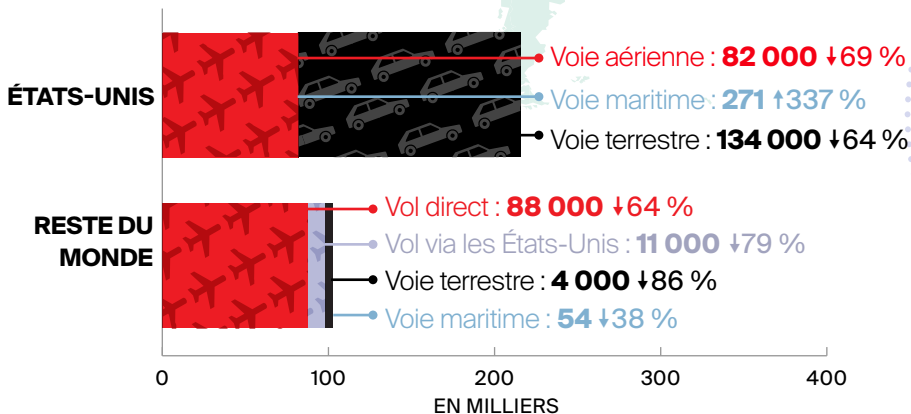 ÉTATS-UNIS
Voie aérienne : 82 000 ↓69 %
Voie maritime : 271 ↑337 %
Voie terrestre : 134 000 ↓64 %
RESTE DU
MONDE
Vol direct : 88 000 ↓64 %
Vol via les États-Unis : 11 000 ↓79 %
Voie terrestre : 4 000 ↓86 %
Voie maritime : 54 ↓38 %
0 100 200 300 400
EN MILLIERS